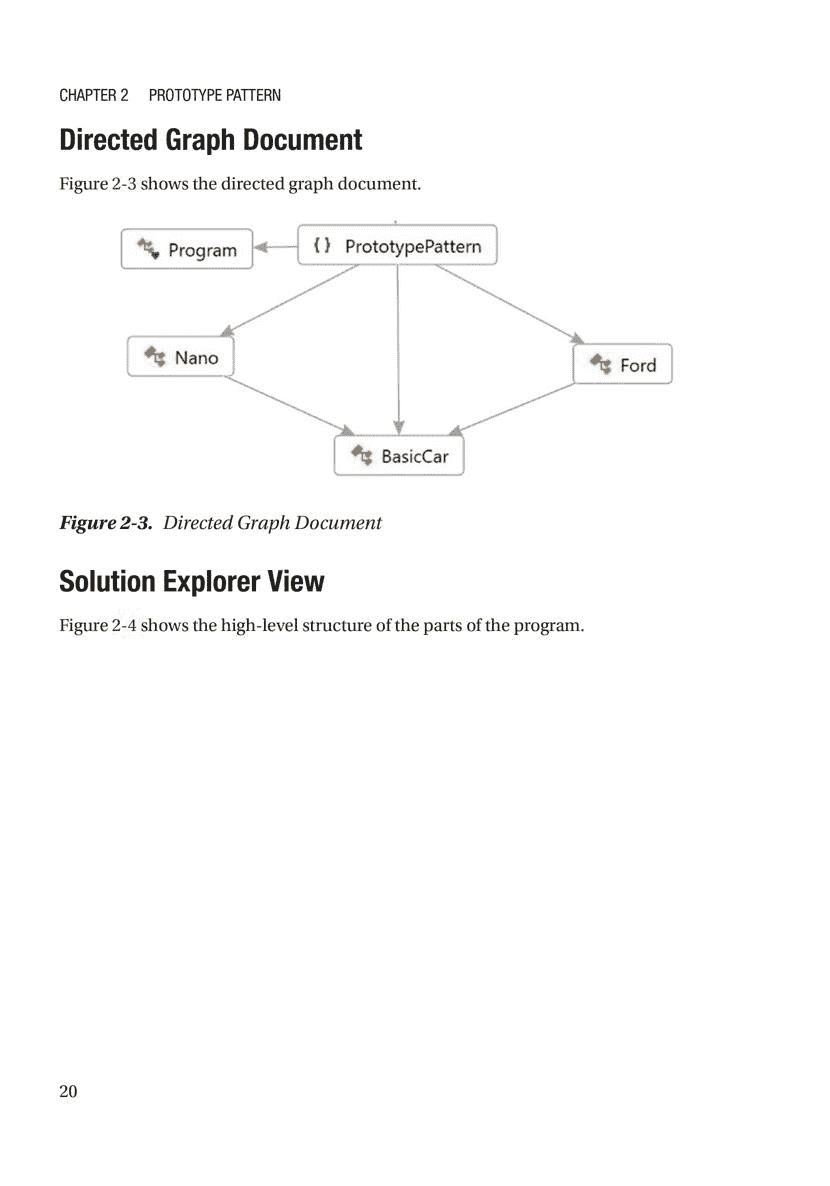 CHAPTER 2 PROTOTYPE PATTERN
Directed Graph Document
Figure 2-3 shows the directed graph document.
{ } PrototypePattern
Program
Nano
Ford
BasicCar
Figure 2-3. Directed Graph Document
Solution Explorer View
Figure 2-4 shows the high-level structure of the parts of the program.
20